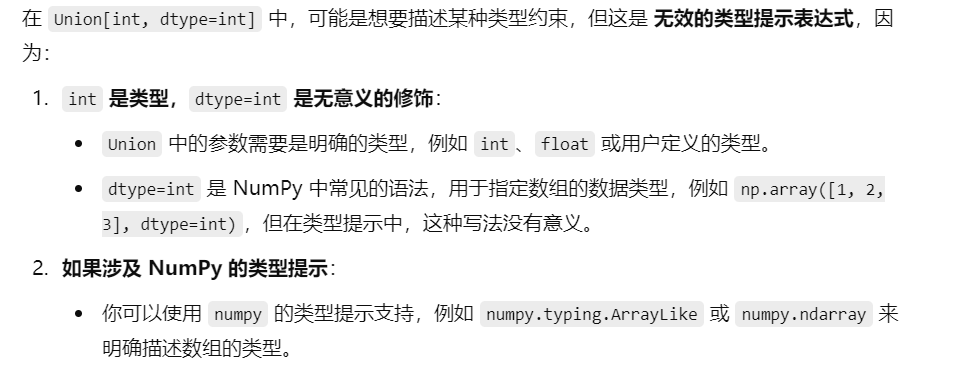 在 Union[int, dtype=int] 中，可能是想要描述某种类型约束，但这是 无效的类型提示表达式，因
为：
1. int 是类型，dtype=int 是无意义的修饰：
• Union 中的参数需要是明确的类型，例如 int、float 或用户定义的类型。
• dtype=int 是 NumPy 中常见的语法，用于指定数组的数据类型，例如 np.array([1, 2,
3], dtype=int)，但在类型提示中，这种写法没有意义。
2. 如果涉及 NumPy 的类型提示：
• 你可以使用 numpy 的类型提示支持，例如 numpy.typing.ArrayLike 或 numpy.ndarray 来
明确描述数组的类型。